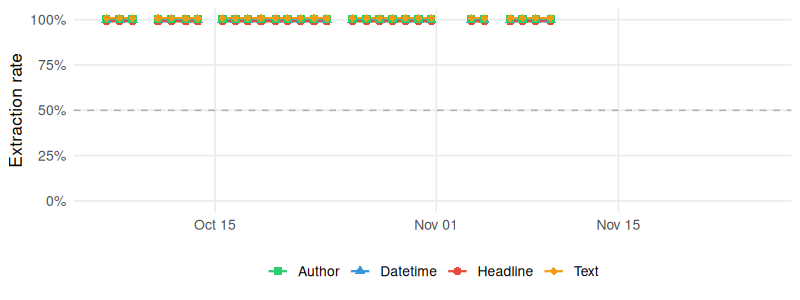 100%
75%
50%
25%
0%
Extraction rate
Oct 15 Nov 01 Nov 15
Author Datetime Headline Text